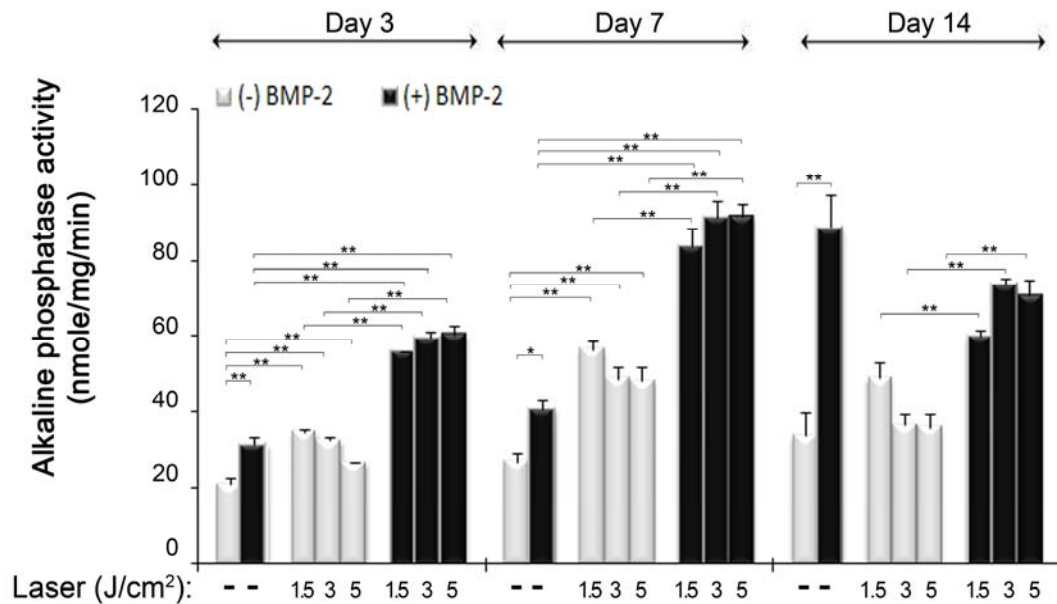 Day 3 Day 7 Day 14
(-) BMP-2 (+) BMP-2
Alkaline phosphatase activity
(nmole/mg/min)
120
100
80
60
40
20
0
** ** ** ** ** ** ** ** ** **
** ** ** ** ** ** ** ** ** *
** ** ** **
Laser (J/cm²): - - 1.5 3 5 1.5 3 5 - - 1.5 3 5 1.5 3 5 - - 1.5 3 5 1.5 3 5